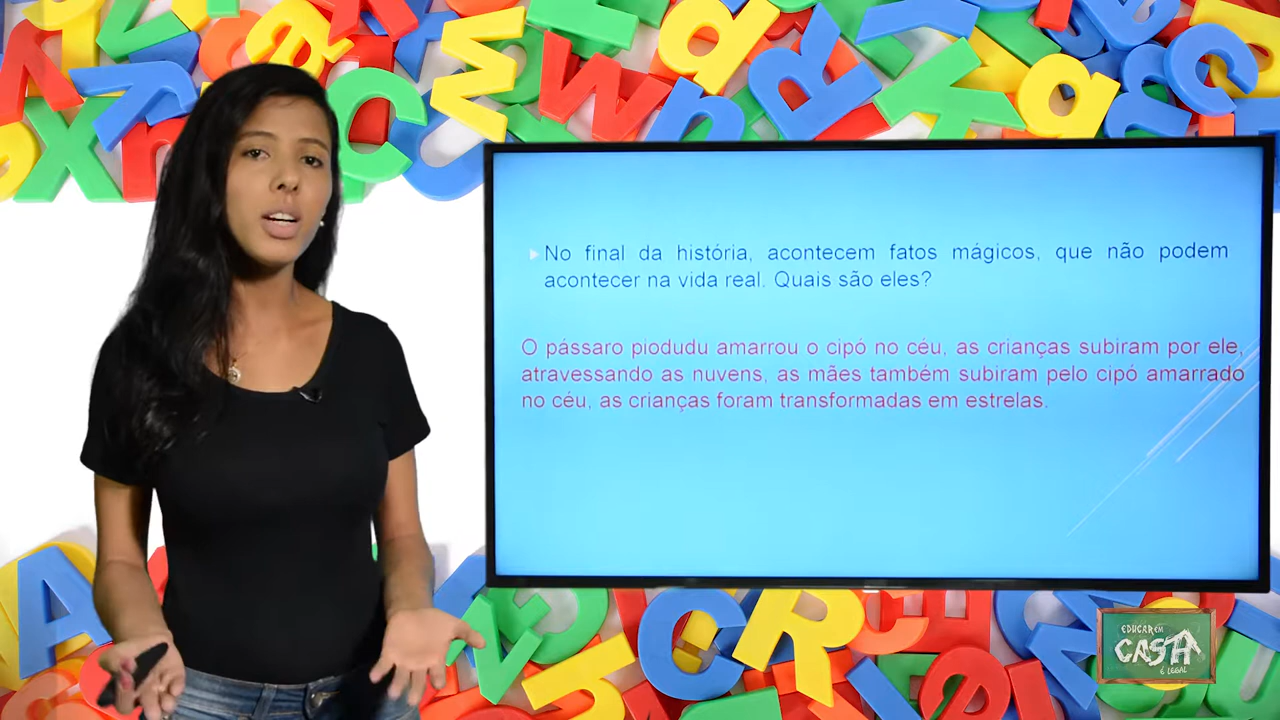 No final da história, acontecem fatos mágicos, que não podem
acontecer na vida real. Quais são eles?
O pássaro piodudu amarrou o cipó no céu, as crianças subiram por ele,
atravessando as nuvens, as mães também subiram pelo cipó amarrado
no céu, as crianças foram transformadas em estrelas.
EDUCAR EM
CASA
É LEGAL